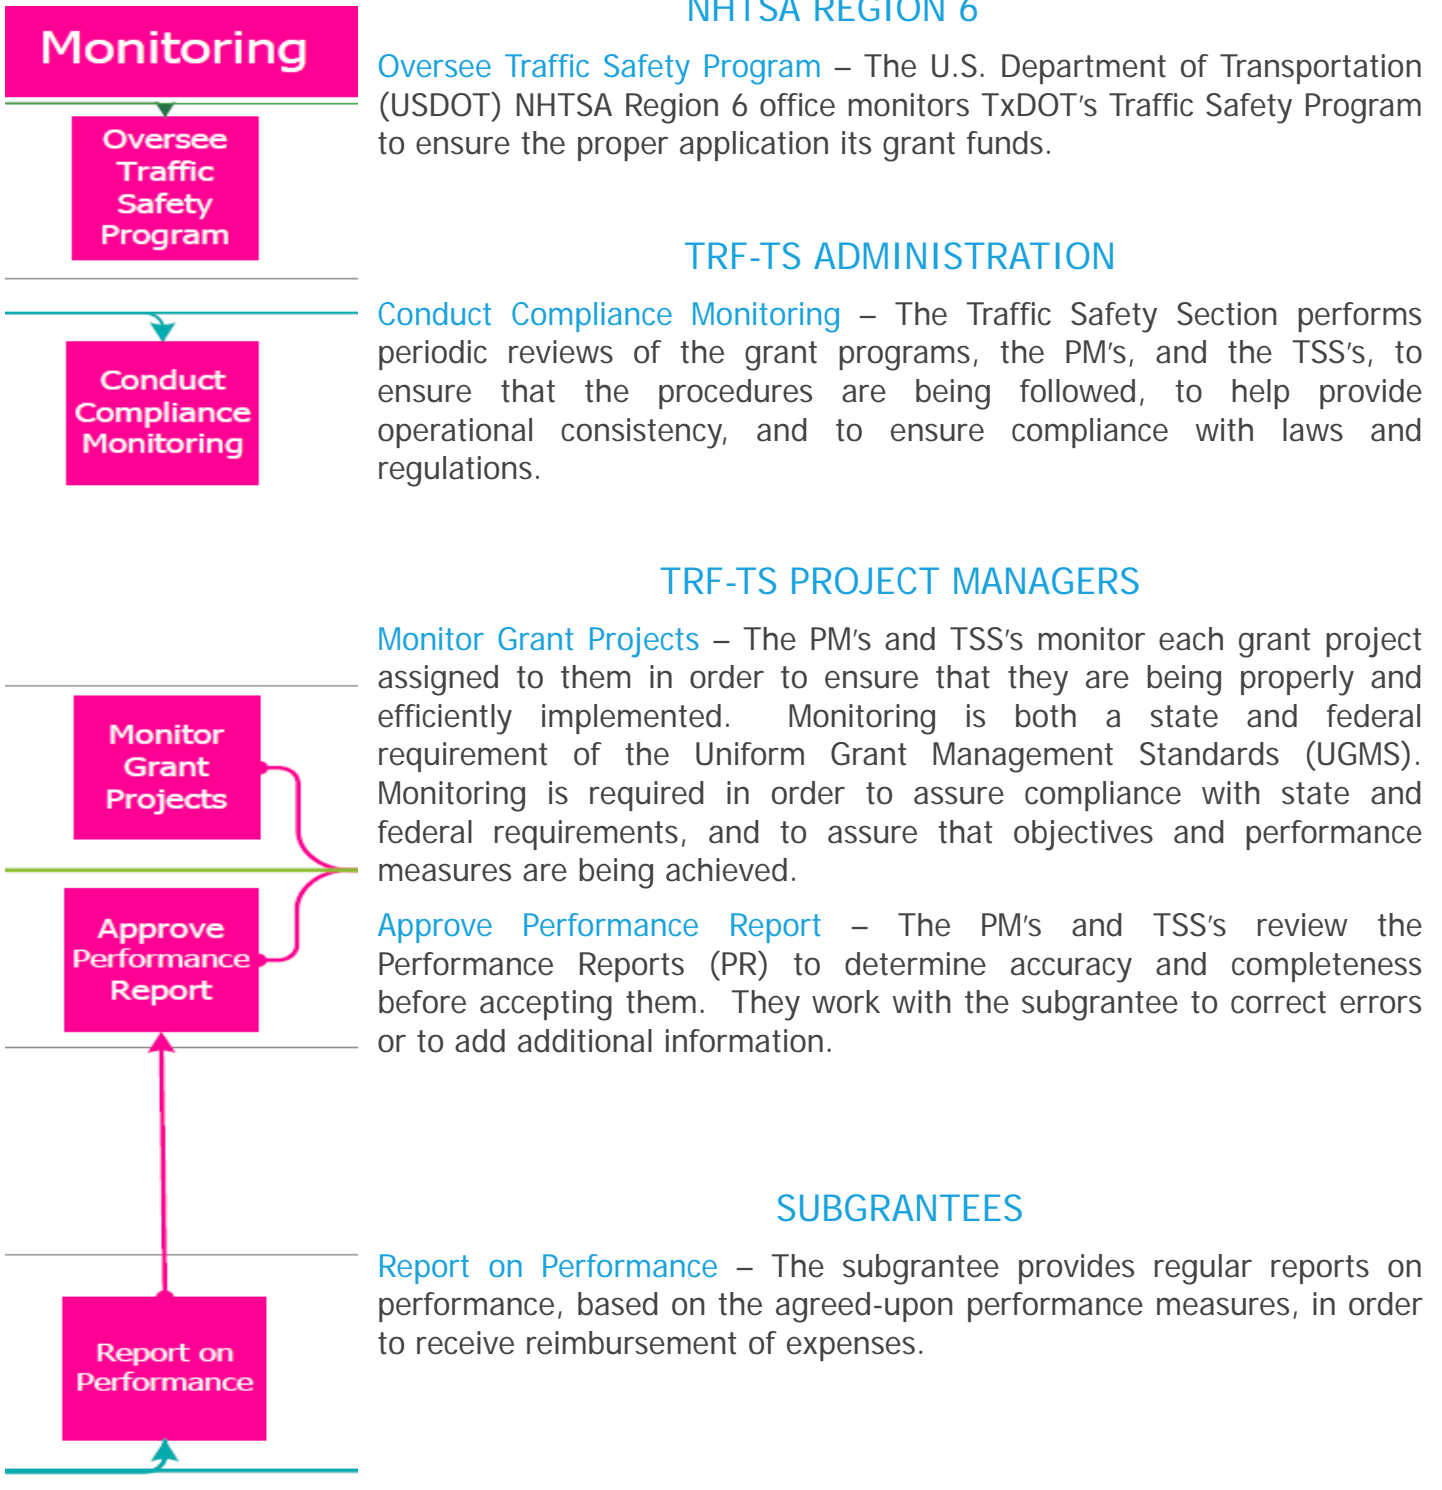 Monitoring
Oversee
Traffic
Safety
Program
Conduct
Compliance
Monitoring
Monitor
Grant
Projects
Approve
Performance
Report
Report on
Performance
NHTSA REGION 6
Oversee Traffic Safety Program – The U.S. Department of Transportation
(USDOT) NHTSA Region 6 office monitors TxDOT's Traffic Safety Program
to ensure the proper application its grant funds.
TRF-TS ADMINISTRATION
Conduct Compliance Monitoring – The Traffic Safety Section performs
periodic reviews of the grant programs, the PM's, and the TSS's, to
ensure that the procedures are being followed, to help provide
operational consistency, and to ensure compliance with laws and
regulations.
TRF-TS PROJECT MANAGERS
Monitor Grant Projects – The PM's and TSS's monitor each grant project
assigned to them in order to ensure that they are being properly and
efficiently implemented. Monitoring is both a state and federal
requirement of the Uniform Grant Management Standards (UGMS).
Monitoring is required in order to assure compliance with state and
federal requirements, and to assure that objectives and performance
measures are being achieved.
Approve Performance Report – The PM's and TSS's review the
Performance Reports (PR) to determine accuracy and completeness
before accepting them. They work with the subgrantee to correct errors
or to add additional information.
SUBGRANTEES
Report on Performance – The subgrantee provides regular reports on
performance, based on the agreed-upon performance measures, in order
to receive reimbursement of expenses.